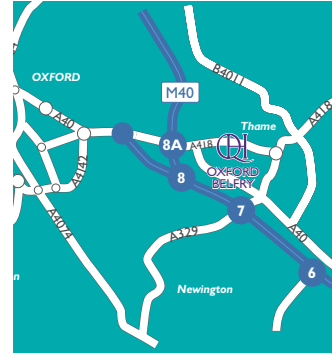 B4011
OXFORD
M40
A418
A40
Thame
8A
A418
OXFORD
BELFRY
A4142
8
7
A4074
A329
A40
6
n
Newington